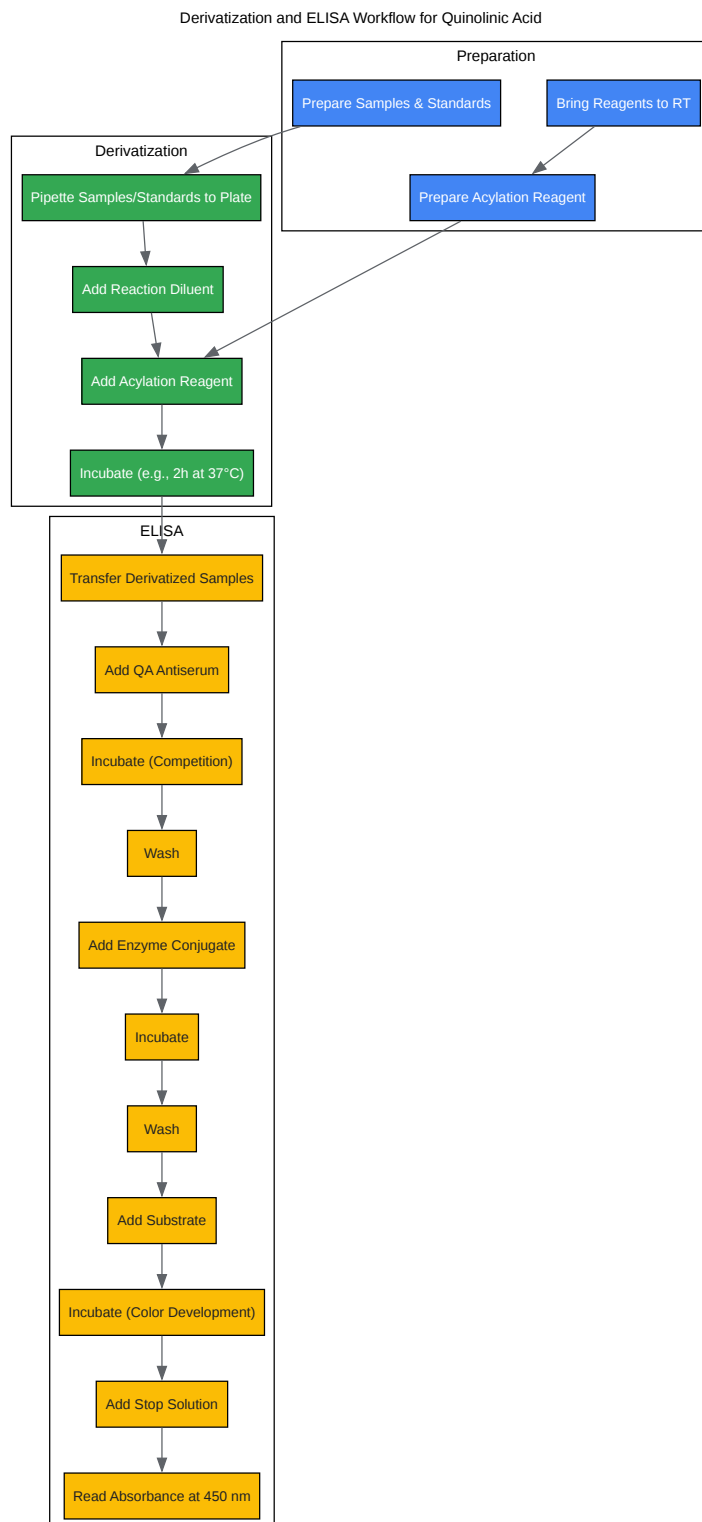 Derivatization and ELISA Workflow for Quinolinic Acid
Preparation
Prepare Samples & Standards
Bring Reagents to RT
Prepare Acylation Reagent
Derivatization
Pipette Samples/Standards to Plate
Add Reaction Diluent
Add Acylation Reagent
Incubate (e.g., 2h at 37°C)
ELISA
Transfer Derivatized Samples
Add QA Antiserum
Incubate (Competition)
Wash
Add Enzyme Conjugate
Incubate
Wash
Add Substrate
Incubate (Color Development)
Add Stop Solution
Read Absorbance at 450 nm